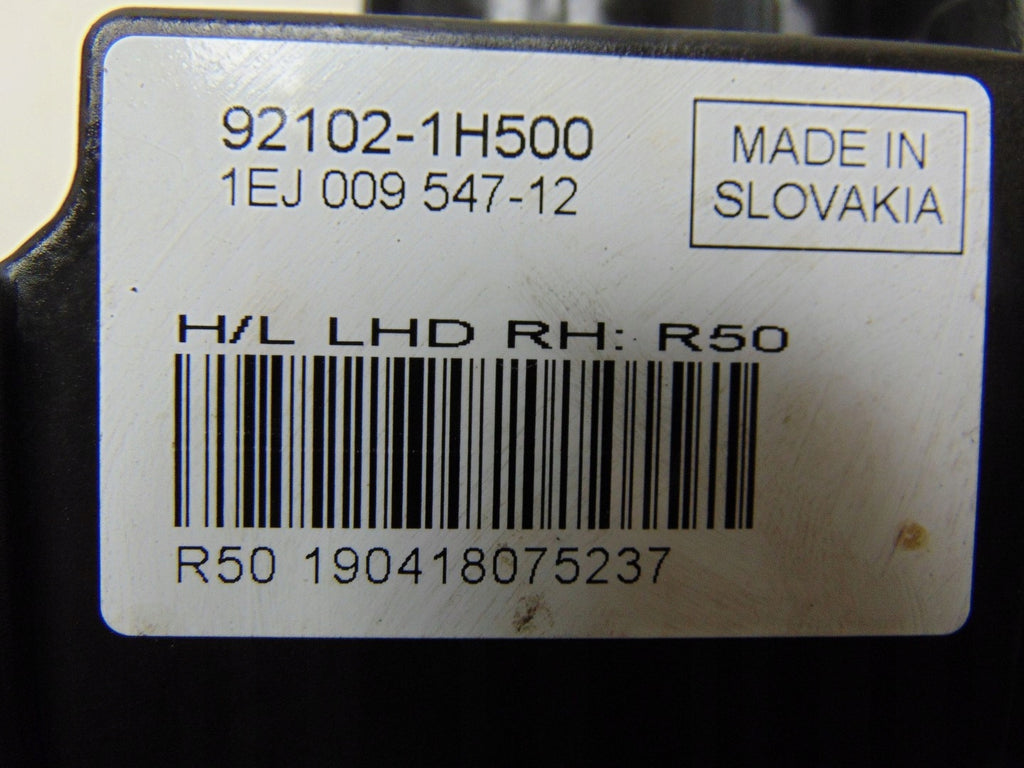 92102-1H500
1EJ 009 547-12
MADE IN
SLOVAKIA
H/L LHD RH: R50
R50 190418075237